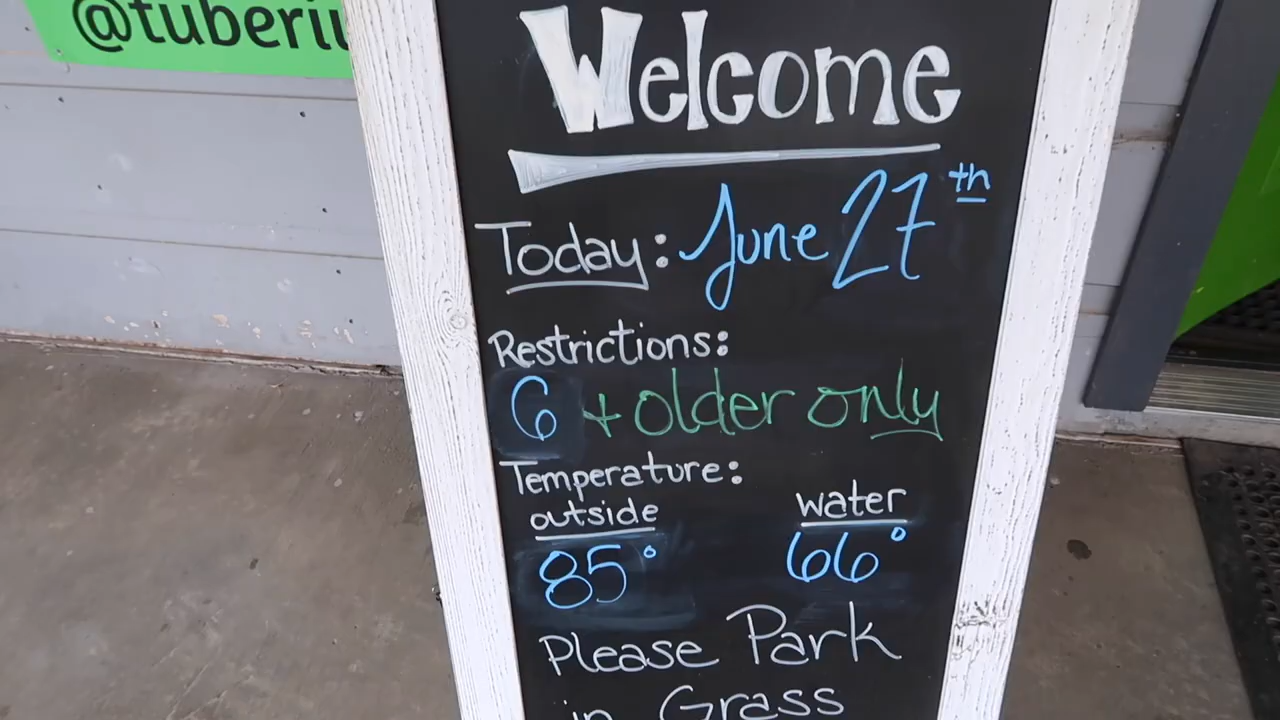 @tuberi
Welcome
Today: June 27th
Restrictions:
6 + older only
Temperature:
outside water
85° 66°
Please Park
in Grass